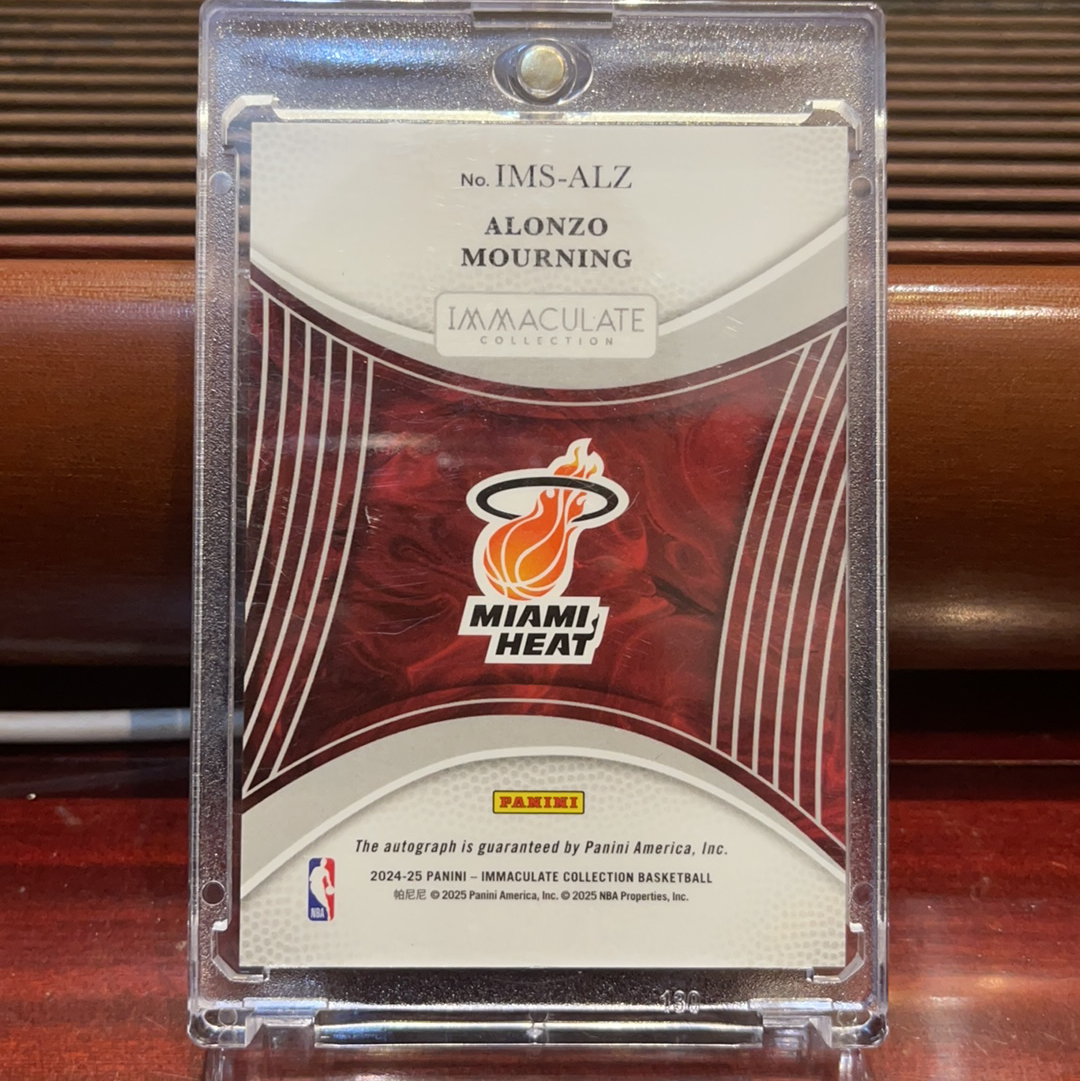 No. IMS-ALZ
ALONZO
MOURNING
IMMACULATE
COLLECTION
MIAMI
HEAT
PANINI
The autograph is guaranteed by Panini America, Inc.
2024-25 PANINI – IMMACULATE COLLECTION BASKETBALL
帕尼尼 © 2025 Panini America, Inc. © 2025 NBA Properties, Inc.
NBA
130